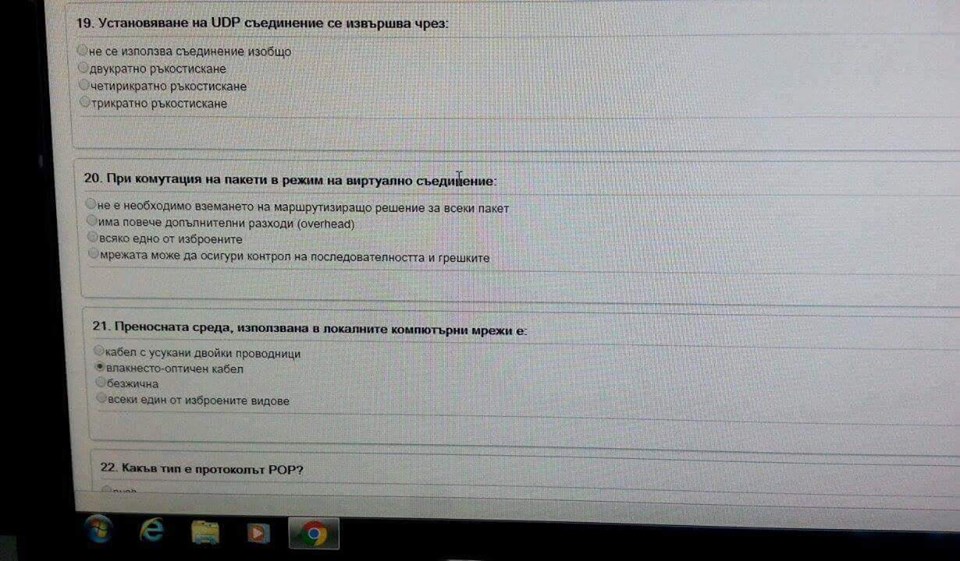 19. Установяване на UDP съединение се извършва чрез:
не се използва съединение изобщо
двукратно ръкостискане
четирикратно ръкостискане
трикратно ръкостискане
20. При комутация на пакети в режим на виртуално съединение:
не е необходимо вземането на маршрутизиращо решение за всеки пакет
има повече допълнителни разходи (overhead)
всяко едно от изброените
мрежата може да осигури контрол на последователността и грешките
21. Преносната среда, използвана в локалните компютърни мрежи е:
кабел с усукани двойки проводници
влакнесто-оптичен кабел
безжична
всеки един от изброените видове
22. Какъв тип е протоколът POP?